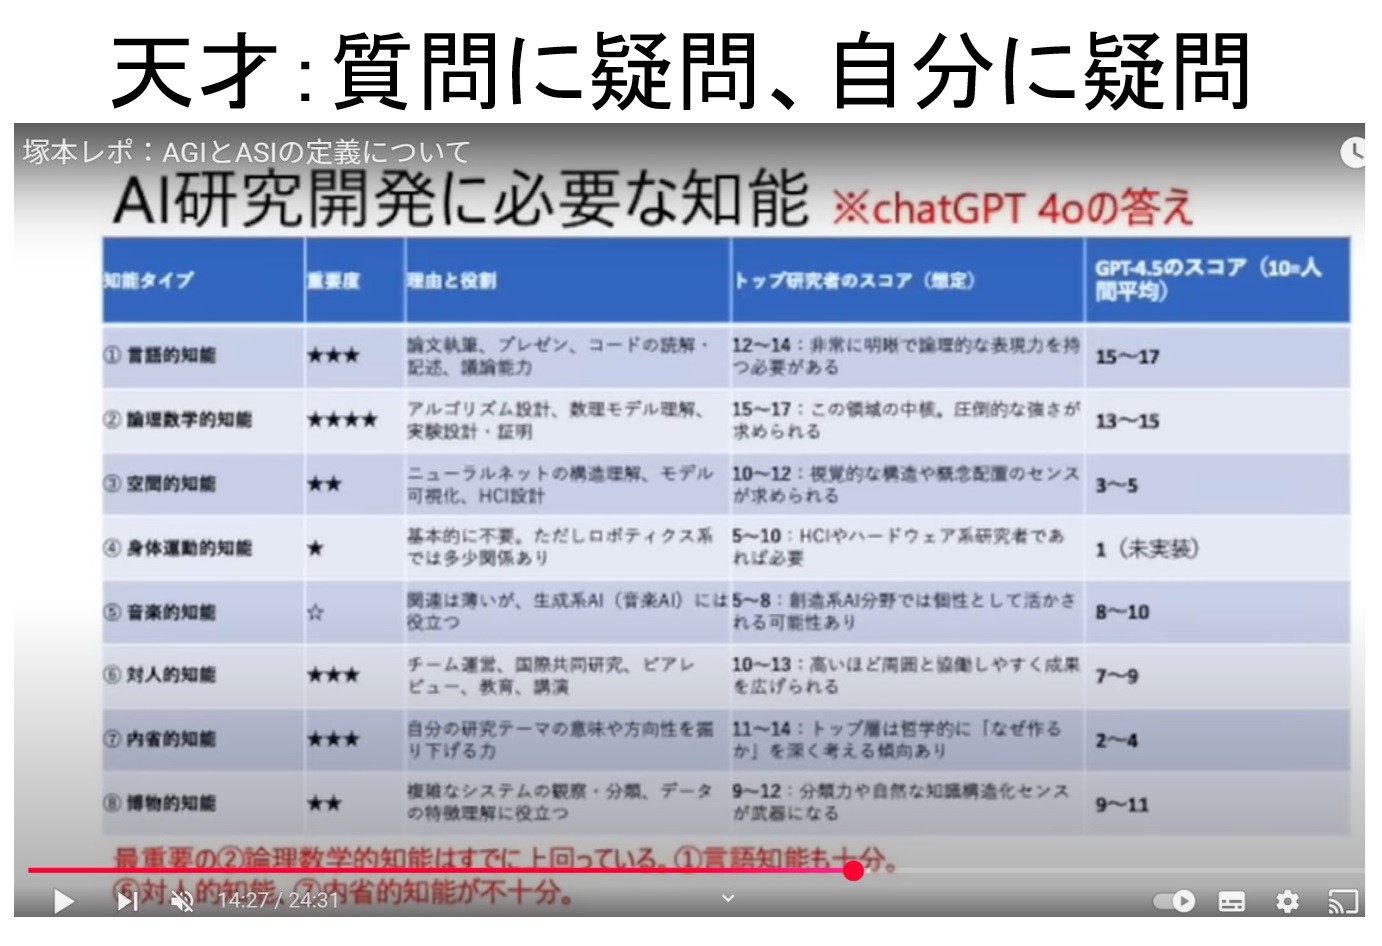 天才：質問に疑問、自分に疑問
塚本レポ：AGIとASIの定義について
AI研究開発に必要な知能 ※chatGPT 4oの答え
知能タイプ 重要度 理由と役割 トップ研究者のスコア（想定） GPT-4.5のスコア（10=人
間平均）
① 言語的知能 ★★★ 論文執筆、プレゼン、コードの読解・ 12〜14：非常に明晰で論理的な表現力を持 15〜17
記述、議論能力 つ必要がある
② 論理数学的知能 ★★★★ アルゴリズム設計、数理モデル理解、 15〜17：この領域の中核。圧倒的な強さが 13〜15
実験設計・証明 求められる
③ 空間的知能 ★★ ニューラルネットの構造理解、モデル 10〜12：視覚的な構造や概念配置のセンス 3〜5
可視化、HCI設計 が求められる
④ 身体運動的知能 ★ 基本的に不要。ただしロボティクス系 5〜10：HCIやハードウェア系研究者であ 1（未実装）
では多少関係あり れば必要
⑤ 音楽的知能 ☆ 関連は薄いが、生成系AI（音楽AI）には 5〜8：創造系AI分野では個性として活かさ 8〜10
役立つ れる可能性あり
⑥ 対人的知能 ★★★ チーム運営、国際共同研究、ピアレ 10〜13：高いほど周囲と協働しやすく成果 7〜9
ビュー、教育、講演 を広げられる
⑦ 内省的知能 ★★★ 自分の研究テーマの意味や方向性を掘 11〜14：トップ層は哲学的に「なぜ作る 2〜4
り下げる力 か」を深く考える傾向あり
⑧ 博物的知能 ★★ 複雑なシステムの観察・分類、データ 9〜12：分類力や自然な知識構造化センス 9〜11
の特徴理解に役立つ が武器になる
最重要の②論理数学的知能はすでに上回っている。①言語知能も十分。
⑥対人的知能、⑦内省的知能が不十分。
14:27 / 24:31